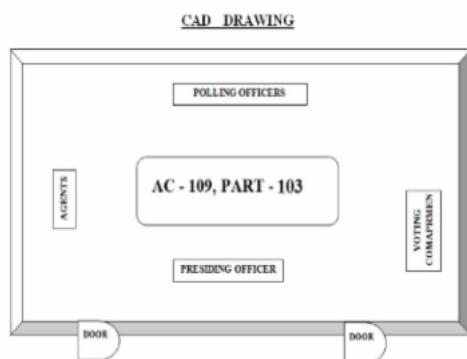 CAD DRAWING
POLLING OFFICERS
AGENTS
AC - 109, PART - 103
VOTING
COMAPRMEN
PRESIDING OFFICER
DOOR
DOOR